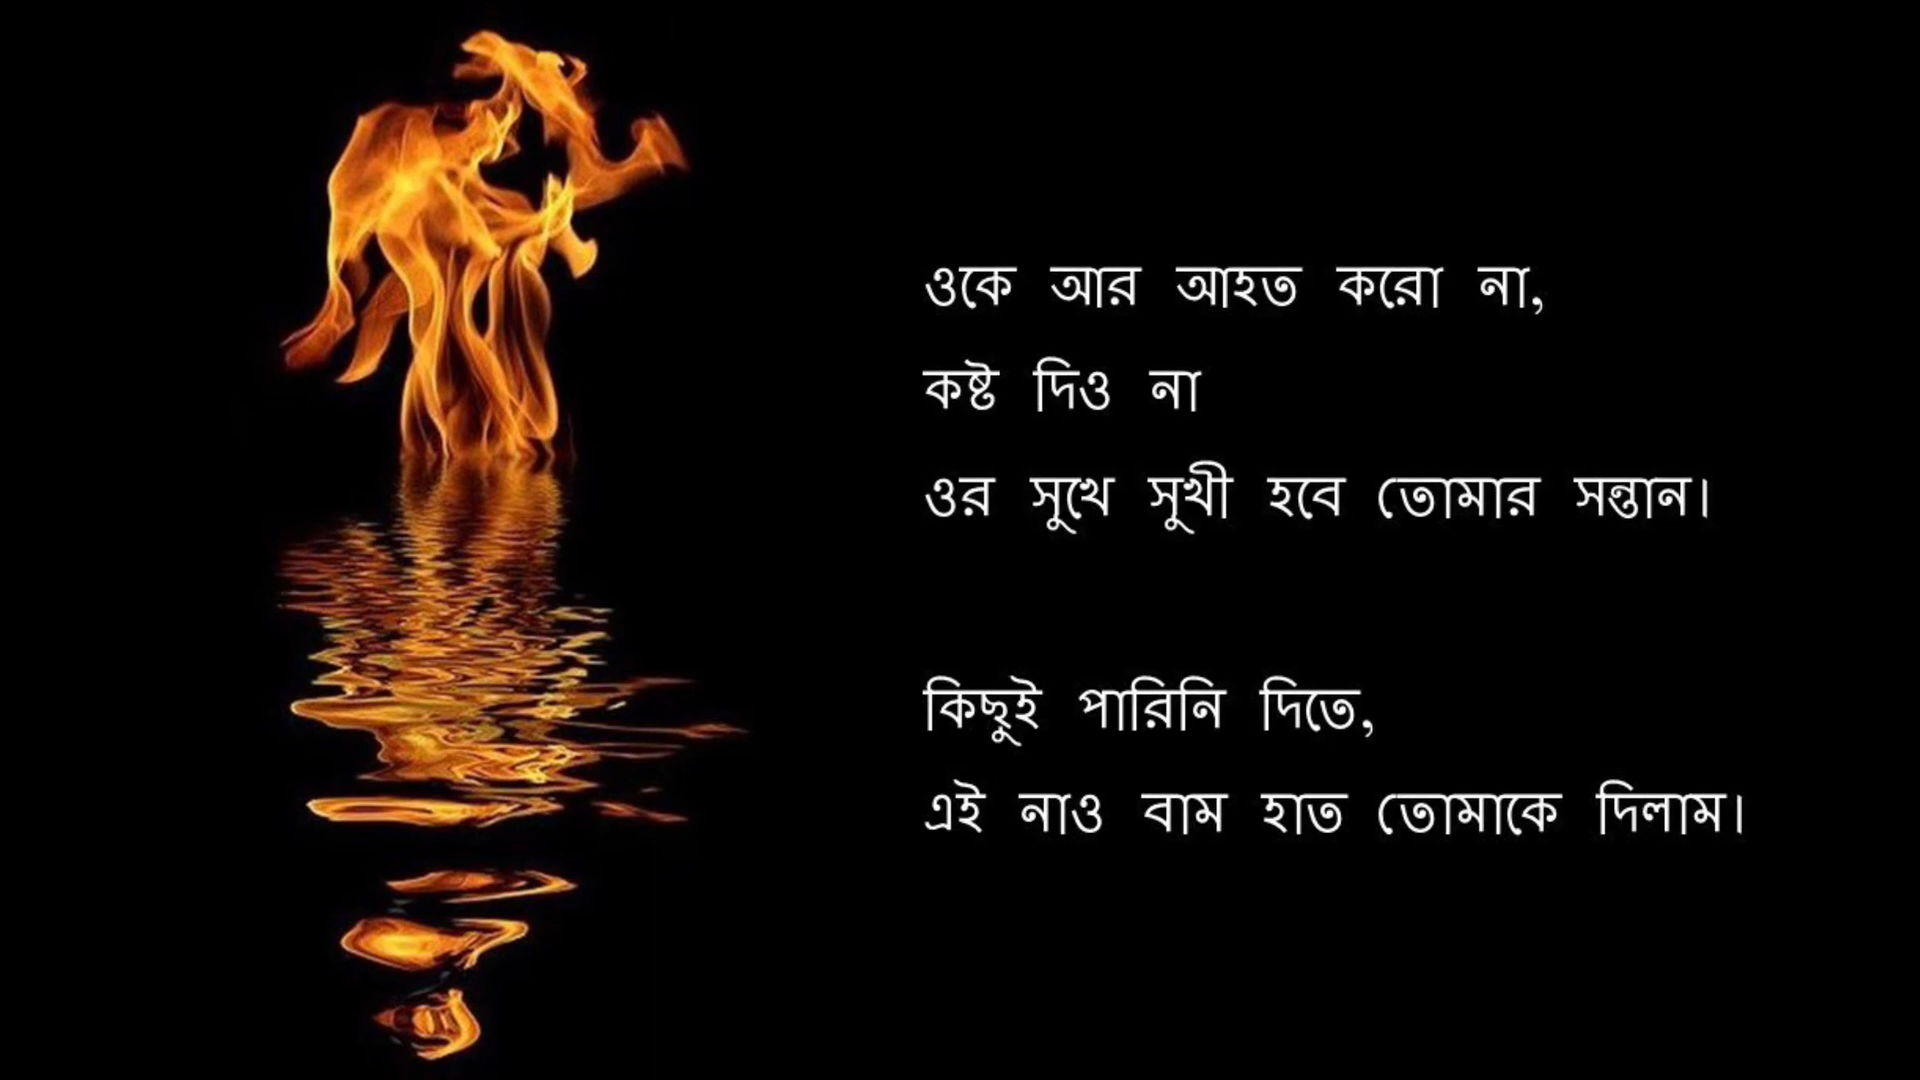 ওকে আর আহত করো না,
কষ্ট দিও না
ওর সুখে সুখী হবে তোমার সন্তান।
কিছুই পারিনি দিতে,
এই নাও বাম হাত তোমাকে দিলাম।